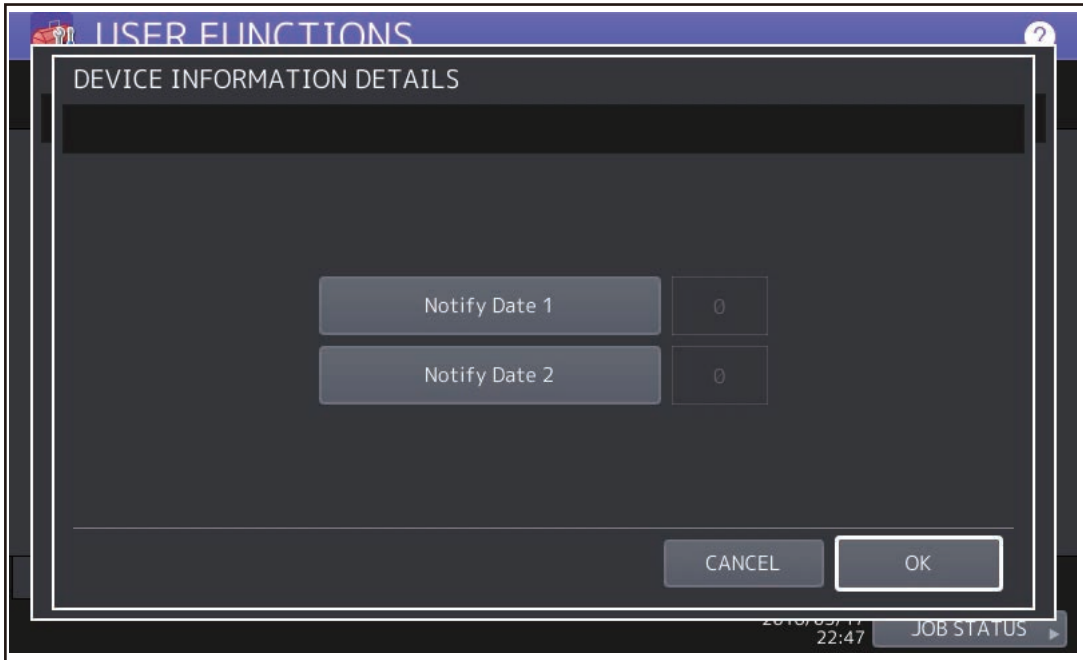 USER FUNCTIONS
?
DEVICE INFORMATION DETAILS
Notify Date 1
0
Notify Date 2
0
CANCEL
OK
22:47
JOB STATUS